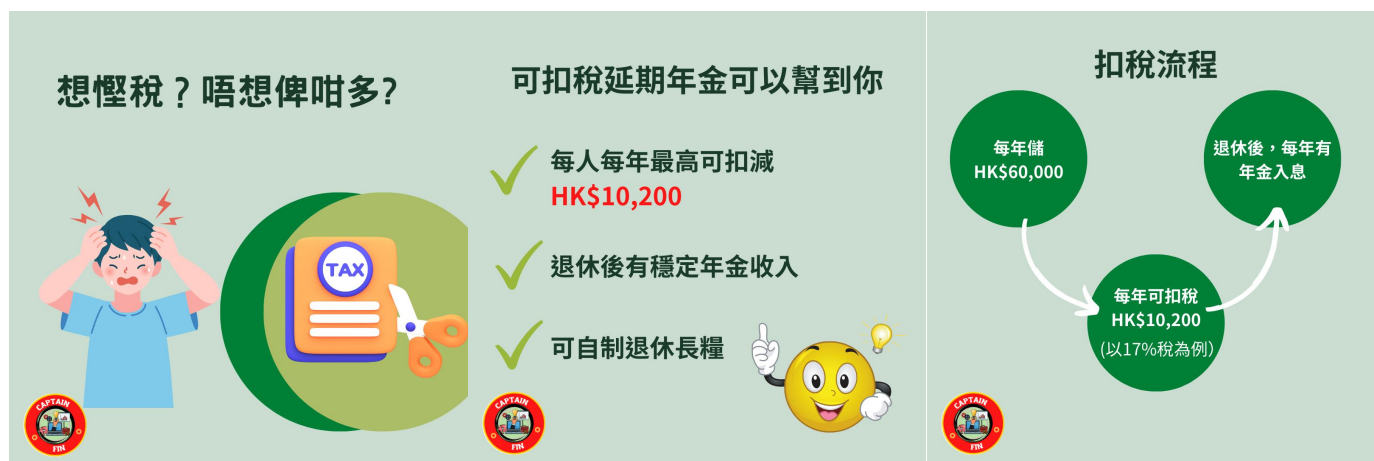 想慳稅？唔想俾咁多?
TAX
CAPTAIN
FIN
可扣稅延期年金可以幫到你
每人每年最高可扣減
HK$10,200
退休後有穩定年金收入
可自制退休長糧
CAPTAIN
FIN
扣稅流程
每年儲
HK$60,000
每年可扣稅
HK$10,200
(以17%稅為例)
退休後，每年有
年金入息
CAPTAIN
FIN